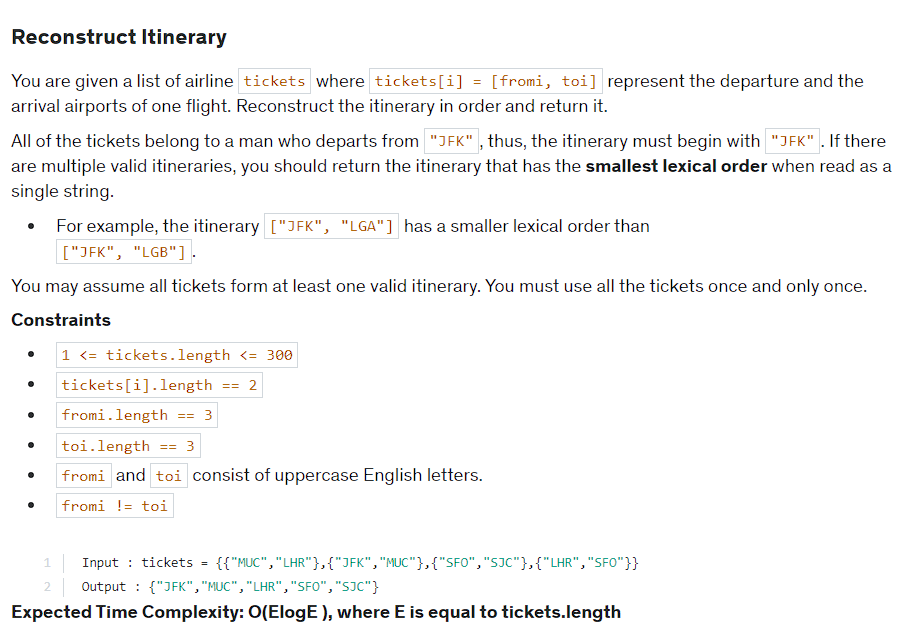 Reconstruct Itinerary
You are given a list of airline tickets where tickets[i] = [fromi, toi] represent the departure and the
arrival airports of one flight. Reconstruct the itinerary in order and return it.
All of the tickets belong to a man who departs from "JFK" , thus, the itinerary must begin with "JFK" . If there
are multiple valid itineraries, you should return the itinerary that has the smallest lexical order when read as a
single string.
• For example, the itinerary ["JFK", "LGA"] has a smaller lexical order than
["JFK", "LGB"] .
You may assume all tickets form at least one valid itinerary. You must use all the tickets once and only once.
Constraints
• 1 <= tickets.length <= 300
• tickets[i].length == 2
• fromi.length == 3
• toi.length == 3
• fromi and toi consist of uppercase English letters.
• fromi != toi
1 Input : tickets = {{"MUC","LHR"},{"JFK","MUC"},{"SFO","SJC"},{"LHR","SFO"}}
2 Output : {"JFK","MUC","LHR","SFO","SJC"}
Expected Time Complexity: O(ElogE ), where E is equal to tickets.length